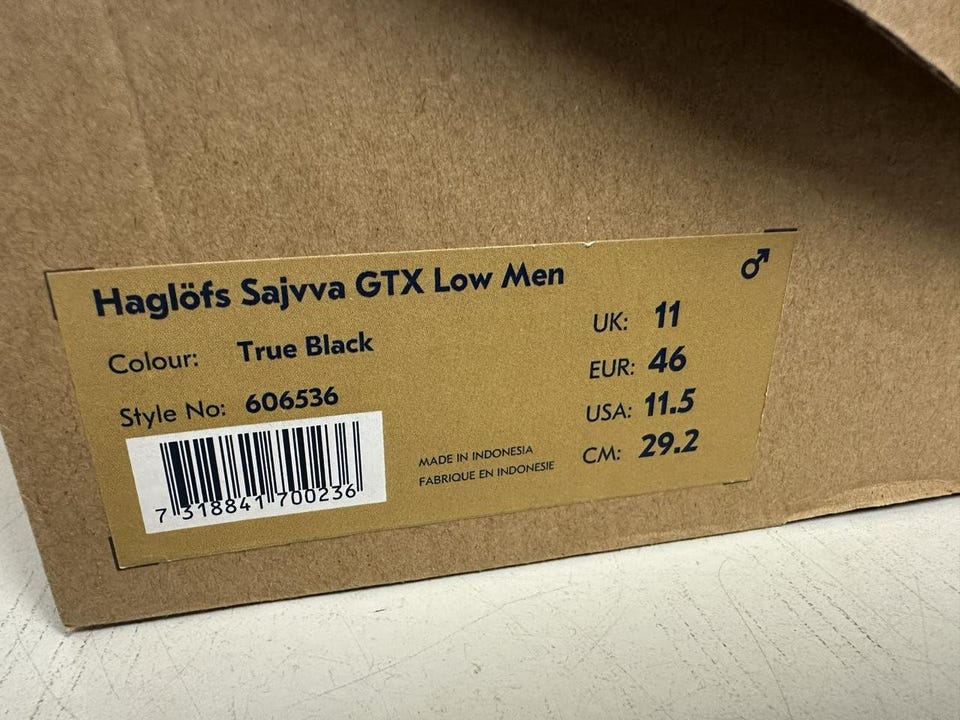 Haglöfs Sajvva GTX Low Men
Colour: True Black
Style No: 606536
7 318841 700236
MADE IN INDONESIA
FABRIQUE EN INDONESIE
UK: 11
EUR: 46
USA: 11.5
CM: 29.2